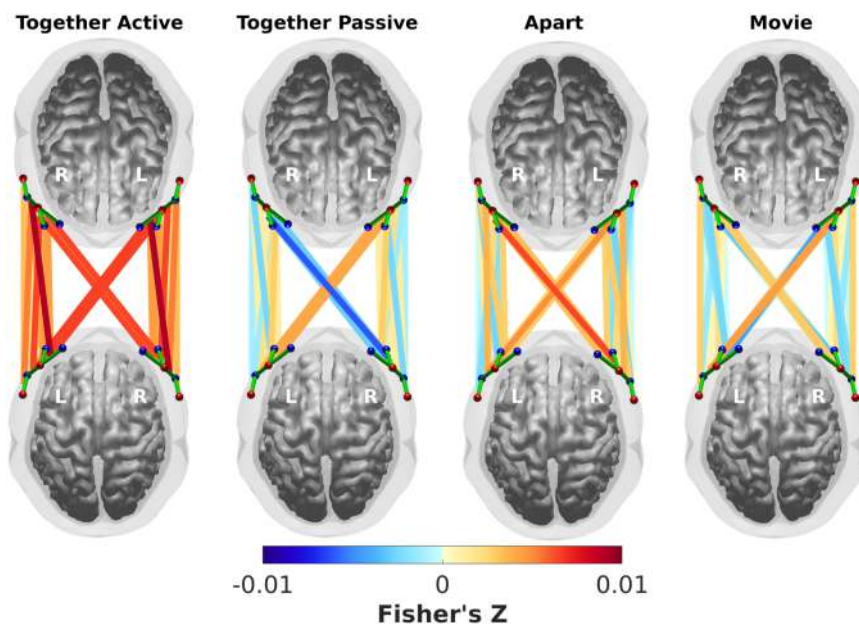 Together Active Together Passive Apart Movie
R L R L R L R L
L R L R L R L R
-0.01 0 0.01
Fisher's Z